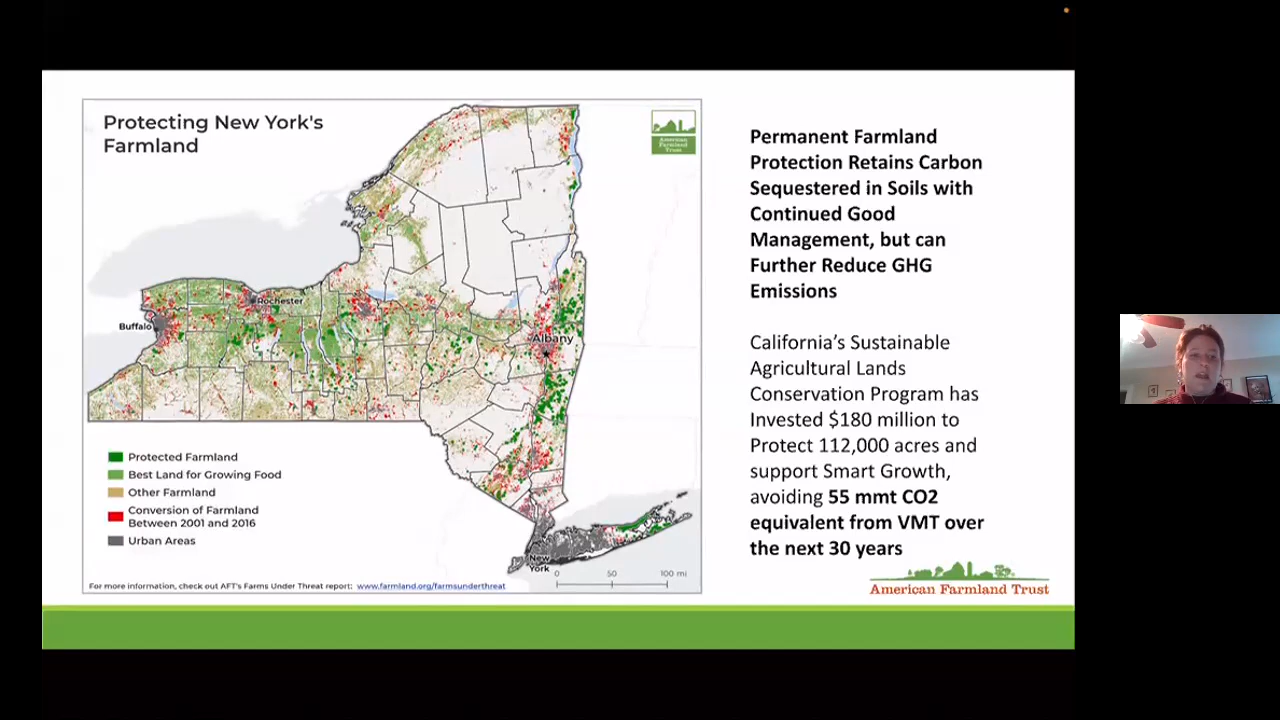 Protecting New York's
Farmland
American
Farmland
Trust
Rochester
Buffalo
Albany
Protected Farmland
Best Land for Growing Food
Other Farmland
Conversion of Farmland
Between 2001 and 2016
Urban Areas
New
York
0 50 100 mi
For more information, check out AFT's Farms Under Threat report: www.farmland.org/farmsunderthreat
Permanent Farmland
Protection Retains Carbon
Sequestered in Soils with
Continued Good
Management, but can
Further Reduce GHG
Emissions
California's Sustainable
Agricultural Lands
Conservation Program has
Invested $180 million to
Protect 112,000 acres and
support Smart Growth,
avoiding 55 mmt CO2
equivalent from VMT over
the next 30 years
American Farmland Trust